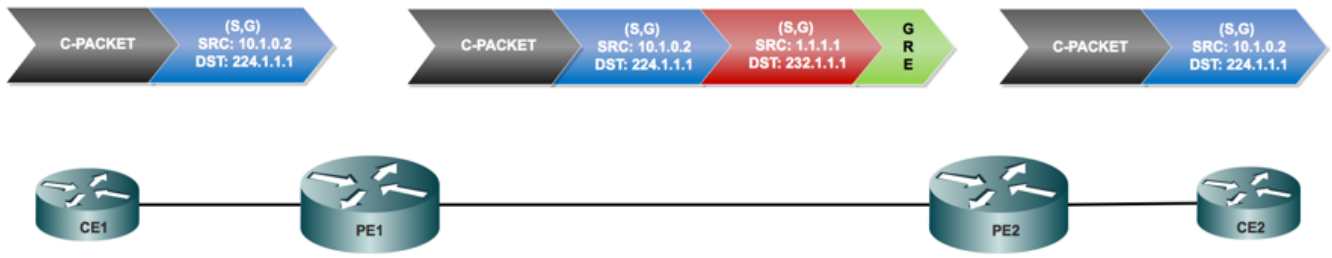 C-PACKET
(S,G)
SRC: 10.1.0.2
DST: 224.1.1.1
C-PACKET
(S,G)
SRC: 10.1.0.2
DST: 224.1.1.1
(S,G)
SRC: 1.1.1.1
DST: 232.1.1.1
G
R
E
C-PACKET
(S,G)
SRC: 10.1.0.2
DST: 224.1.1.1
CE1
PE1
PE2
CE2